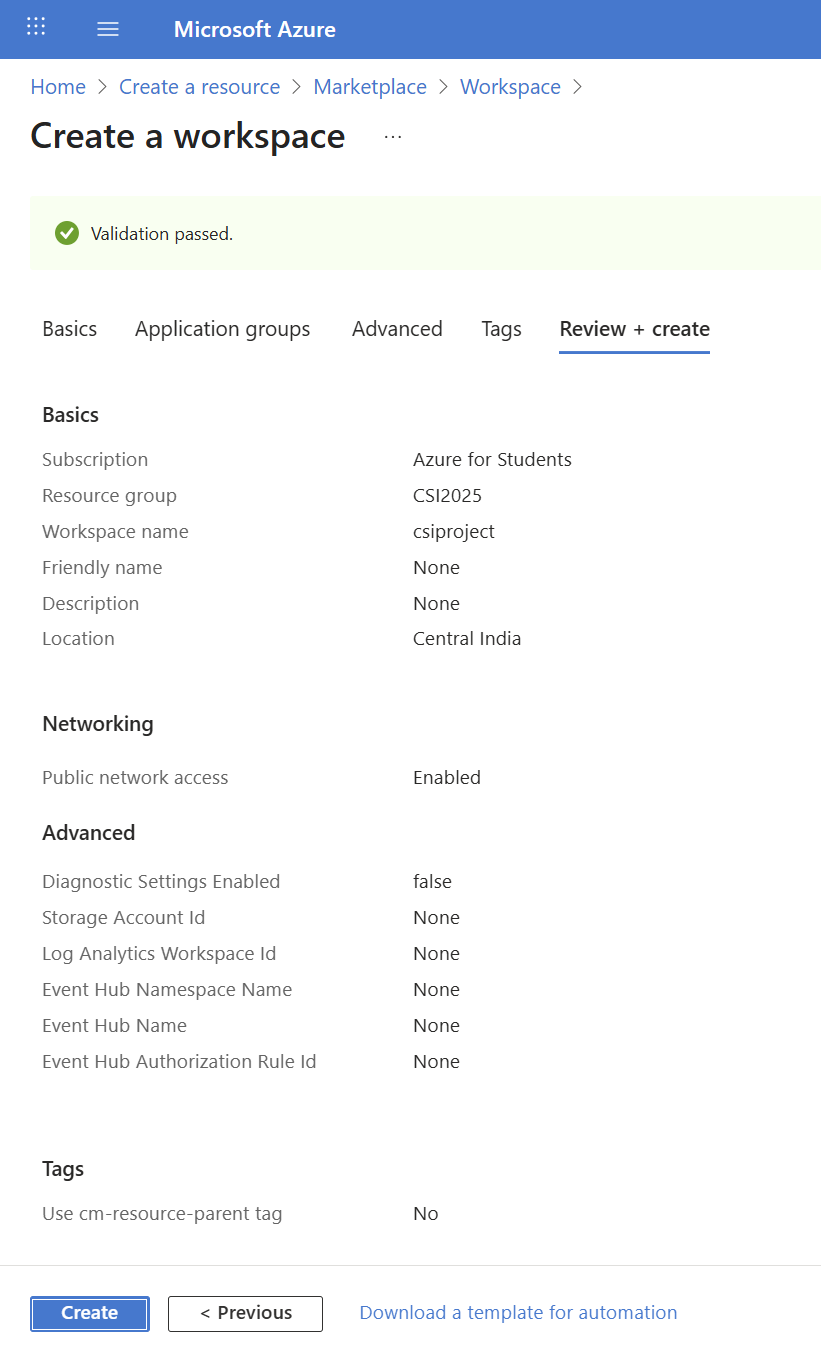 Microsoft Azure
Home > Create a resource > Marketplace > Workspace >
Create a workspace ...
Validation passed.
Basics Application groups Advanced Tags Review + create
Basics
Subscription Azure for Students
Resource group CSI2025
Workspace name csiproject
Friendly name None
Description None
Location Central India
Networking
Public network access Enabled
Advanced
Diagnostic Settings Enabled false
Storage Account Id None
Log Analytics Workspace Id None
Event Hub Namespace Name None
Event Hub Name None
Event Hub Authorization Rule Id None
Tags
Use cm-resource-parent tag No
Create < Previous Download a template for automation